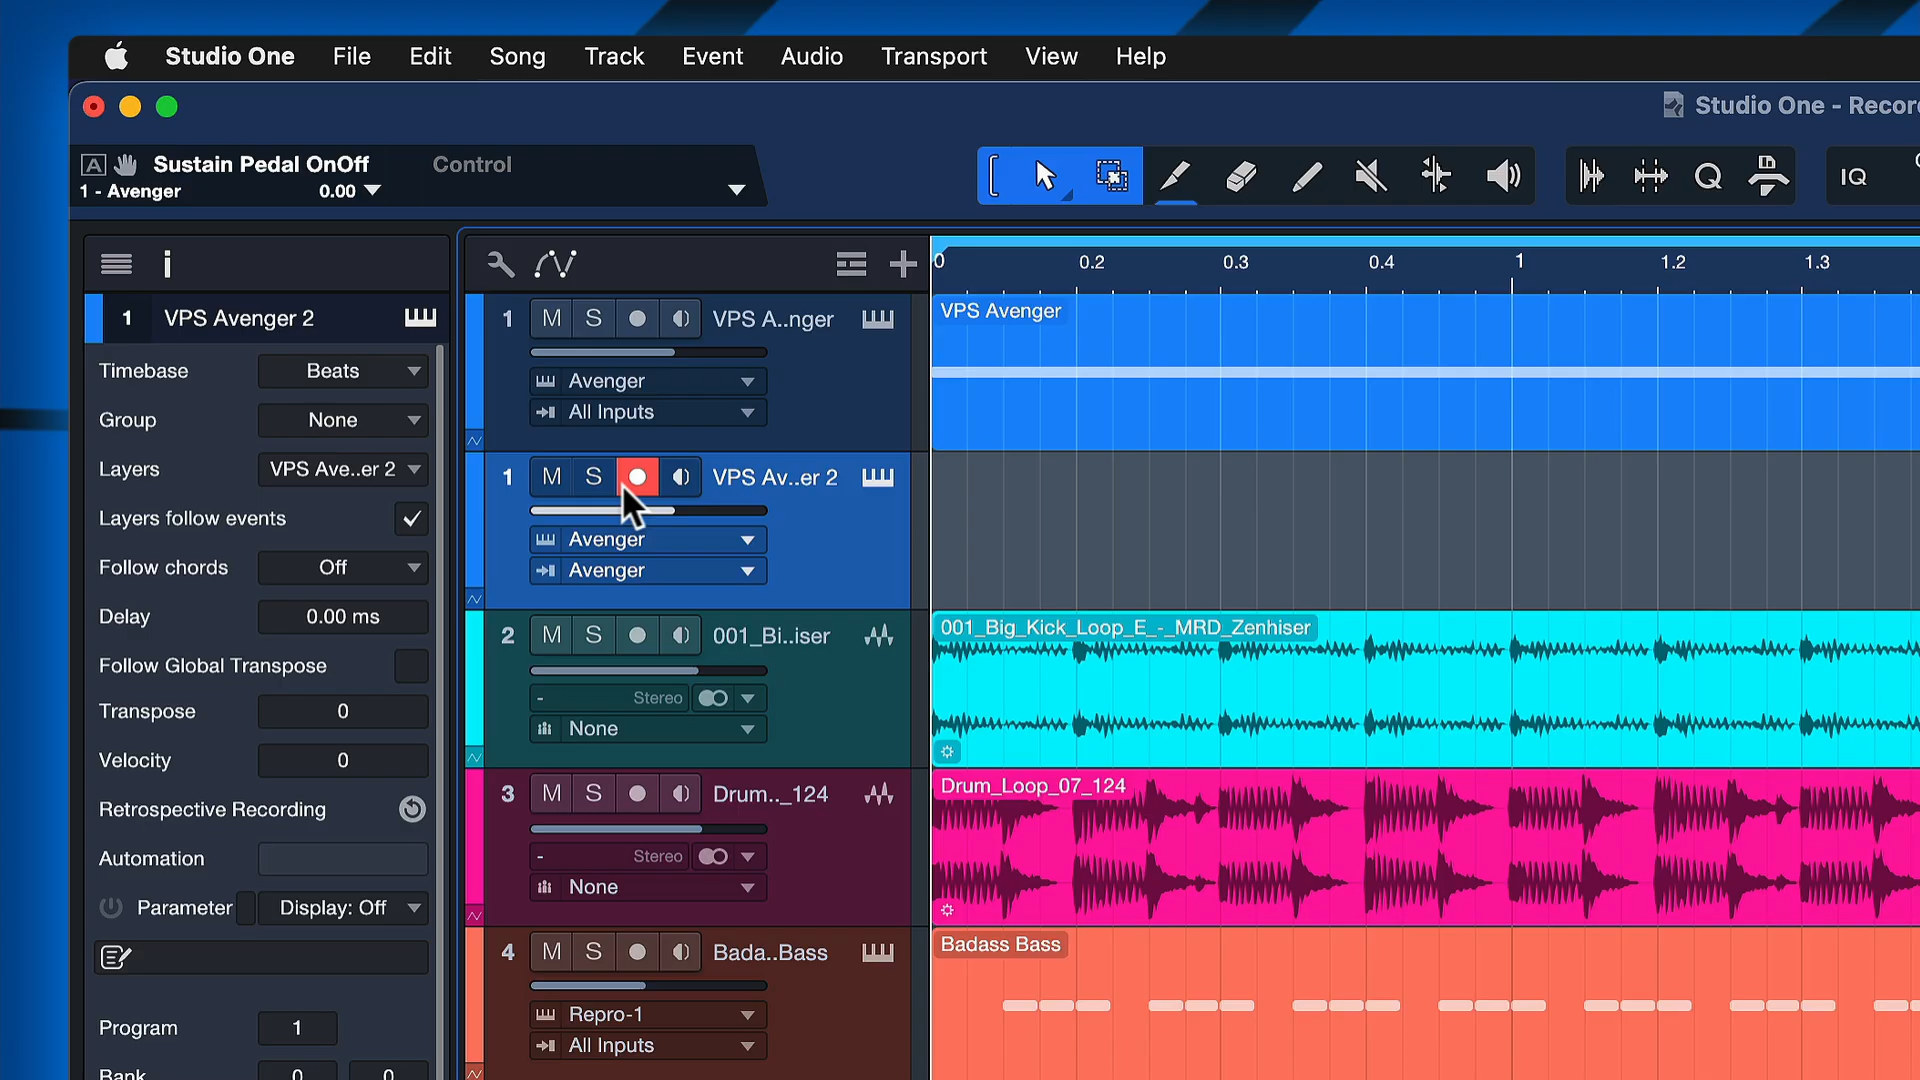 Studio One File Edit Song Track Event Audio Transport View Help
Studio One - Recor
A Sustain Pedal OnOff Control
1 - Avenger 0.00
Q IQ
i
0 0.2 0.3 0.4 1 1.2 1.3
1 VPS Avenger 2
Timebase Beats
Group None
Layers VPS Ave..er 2
Layers follow events
Follow chords Off
Delay 0.00 ms
Follow Global Transpose
Transpose 0
Velocity 0
Retrospective Recording
Automation
Parameter Display: Off
Program 1
Bank 0 0
1 M S VPS A..nger
Avenger
All Inputs
1 M S VPS Av..er 2
Avenger
Avenger
2 M S 001_Bi..iser
- Stereo
None
3 M S Drum.._124
- Stereo
None
4 M S Bada..Bass
Repro-1
All Inputs
VPS Avenger
001_Big_Kick_Loop_E_-_MRD_Zenhiser
Drum_Loop_07_124
Badass Bass